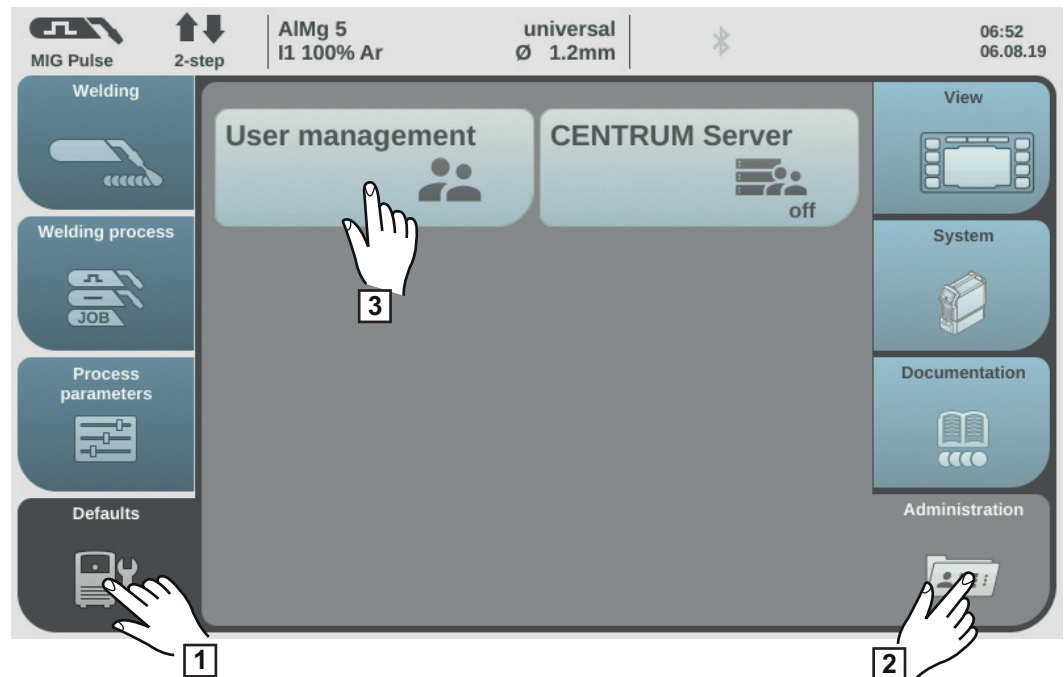 MIG Pulse
2-step
AlMg 5
I1 100% Ar
universal
Ø 1.2mm
06:52
06.08.19
Welding
Welding process
JOB
Process
parameters
Defaults
User management
CENTRUM Server
off
View
System
Documentation
Administration
3
1
2